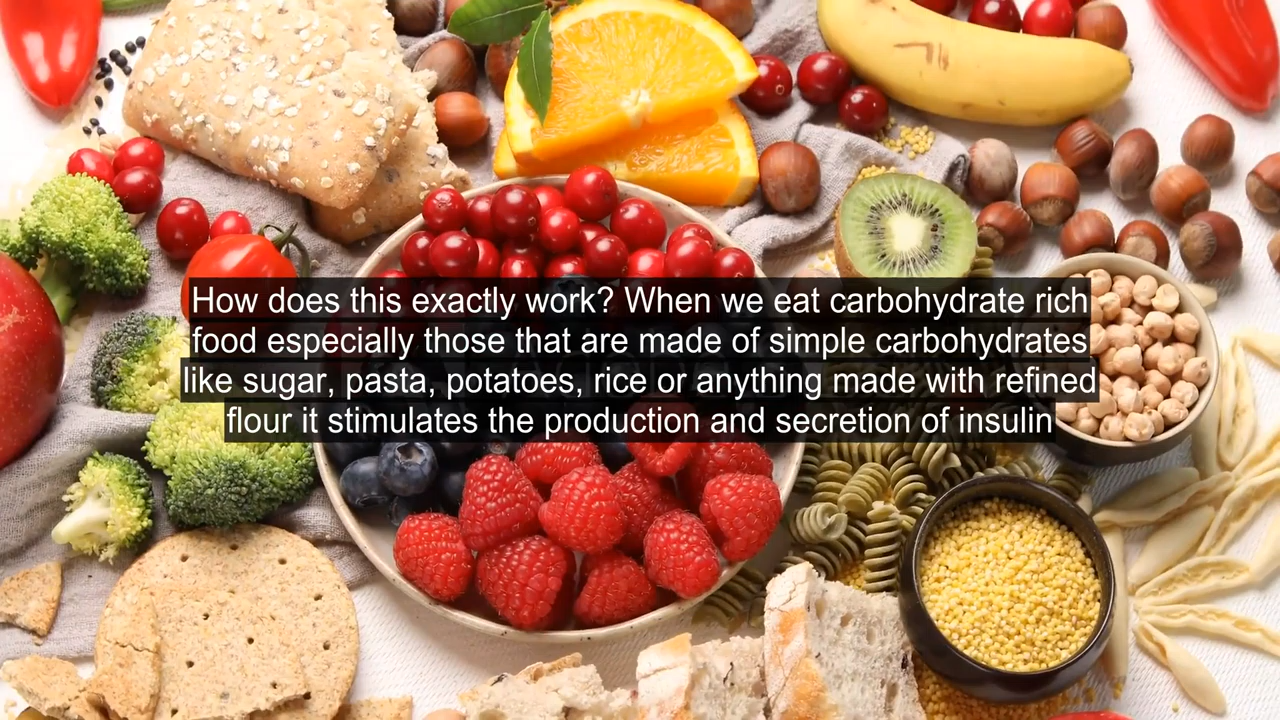 How does this exactly work? When we eat carbohydrate rich
food especially those that are made of simple carbohydrates
like sugar, pasta, potatoes, rice or anything made with refined
flour it stimulates the production and secretion of insulin